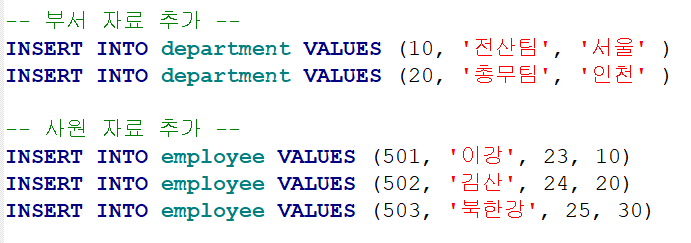 -- 부서 자료 추가 --
INSERT INTO department VALUES (10, '전산팀', '서울' )
INSERT INTO department VALUES (20, '총무팀', '인천' )
-- 사원 자료 추가 --
INSERT INTO employee VALUES (501, '이강', 23, 10)
INSERT INTO employee VALUES (502, '김산', 24, 20)
INSERT INTO employee VALUES (503, '북한강', 25, 30)